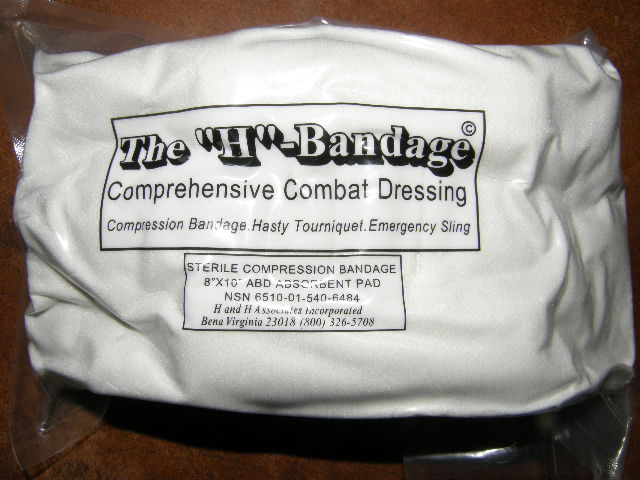 The "H"-Bandage ©
Comprehensive Combat Dressing
Compression Bandage.Hasty Tourniquet.Emergency Sling
STERILE COMPRESSION BANDAGE
8"X10" ABD ABSORBENT PAD
NSN 6510-01-540-6484
H and H Associates Incorporated
Bena Virginia 23018 (800) 326-5708